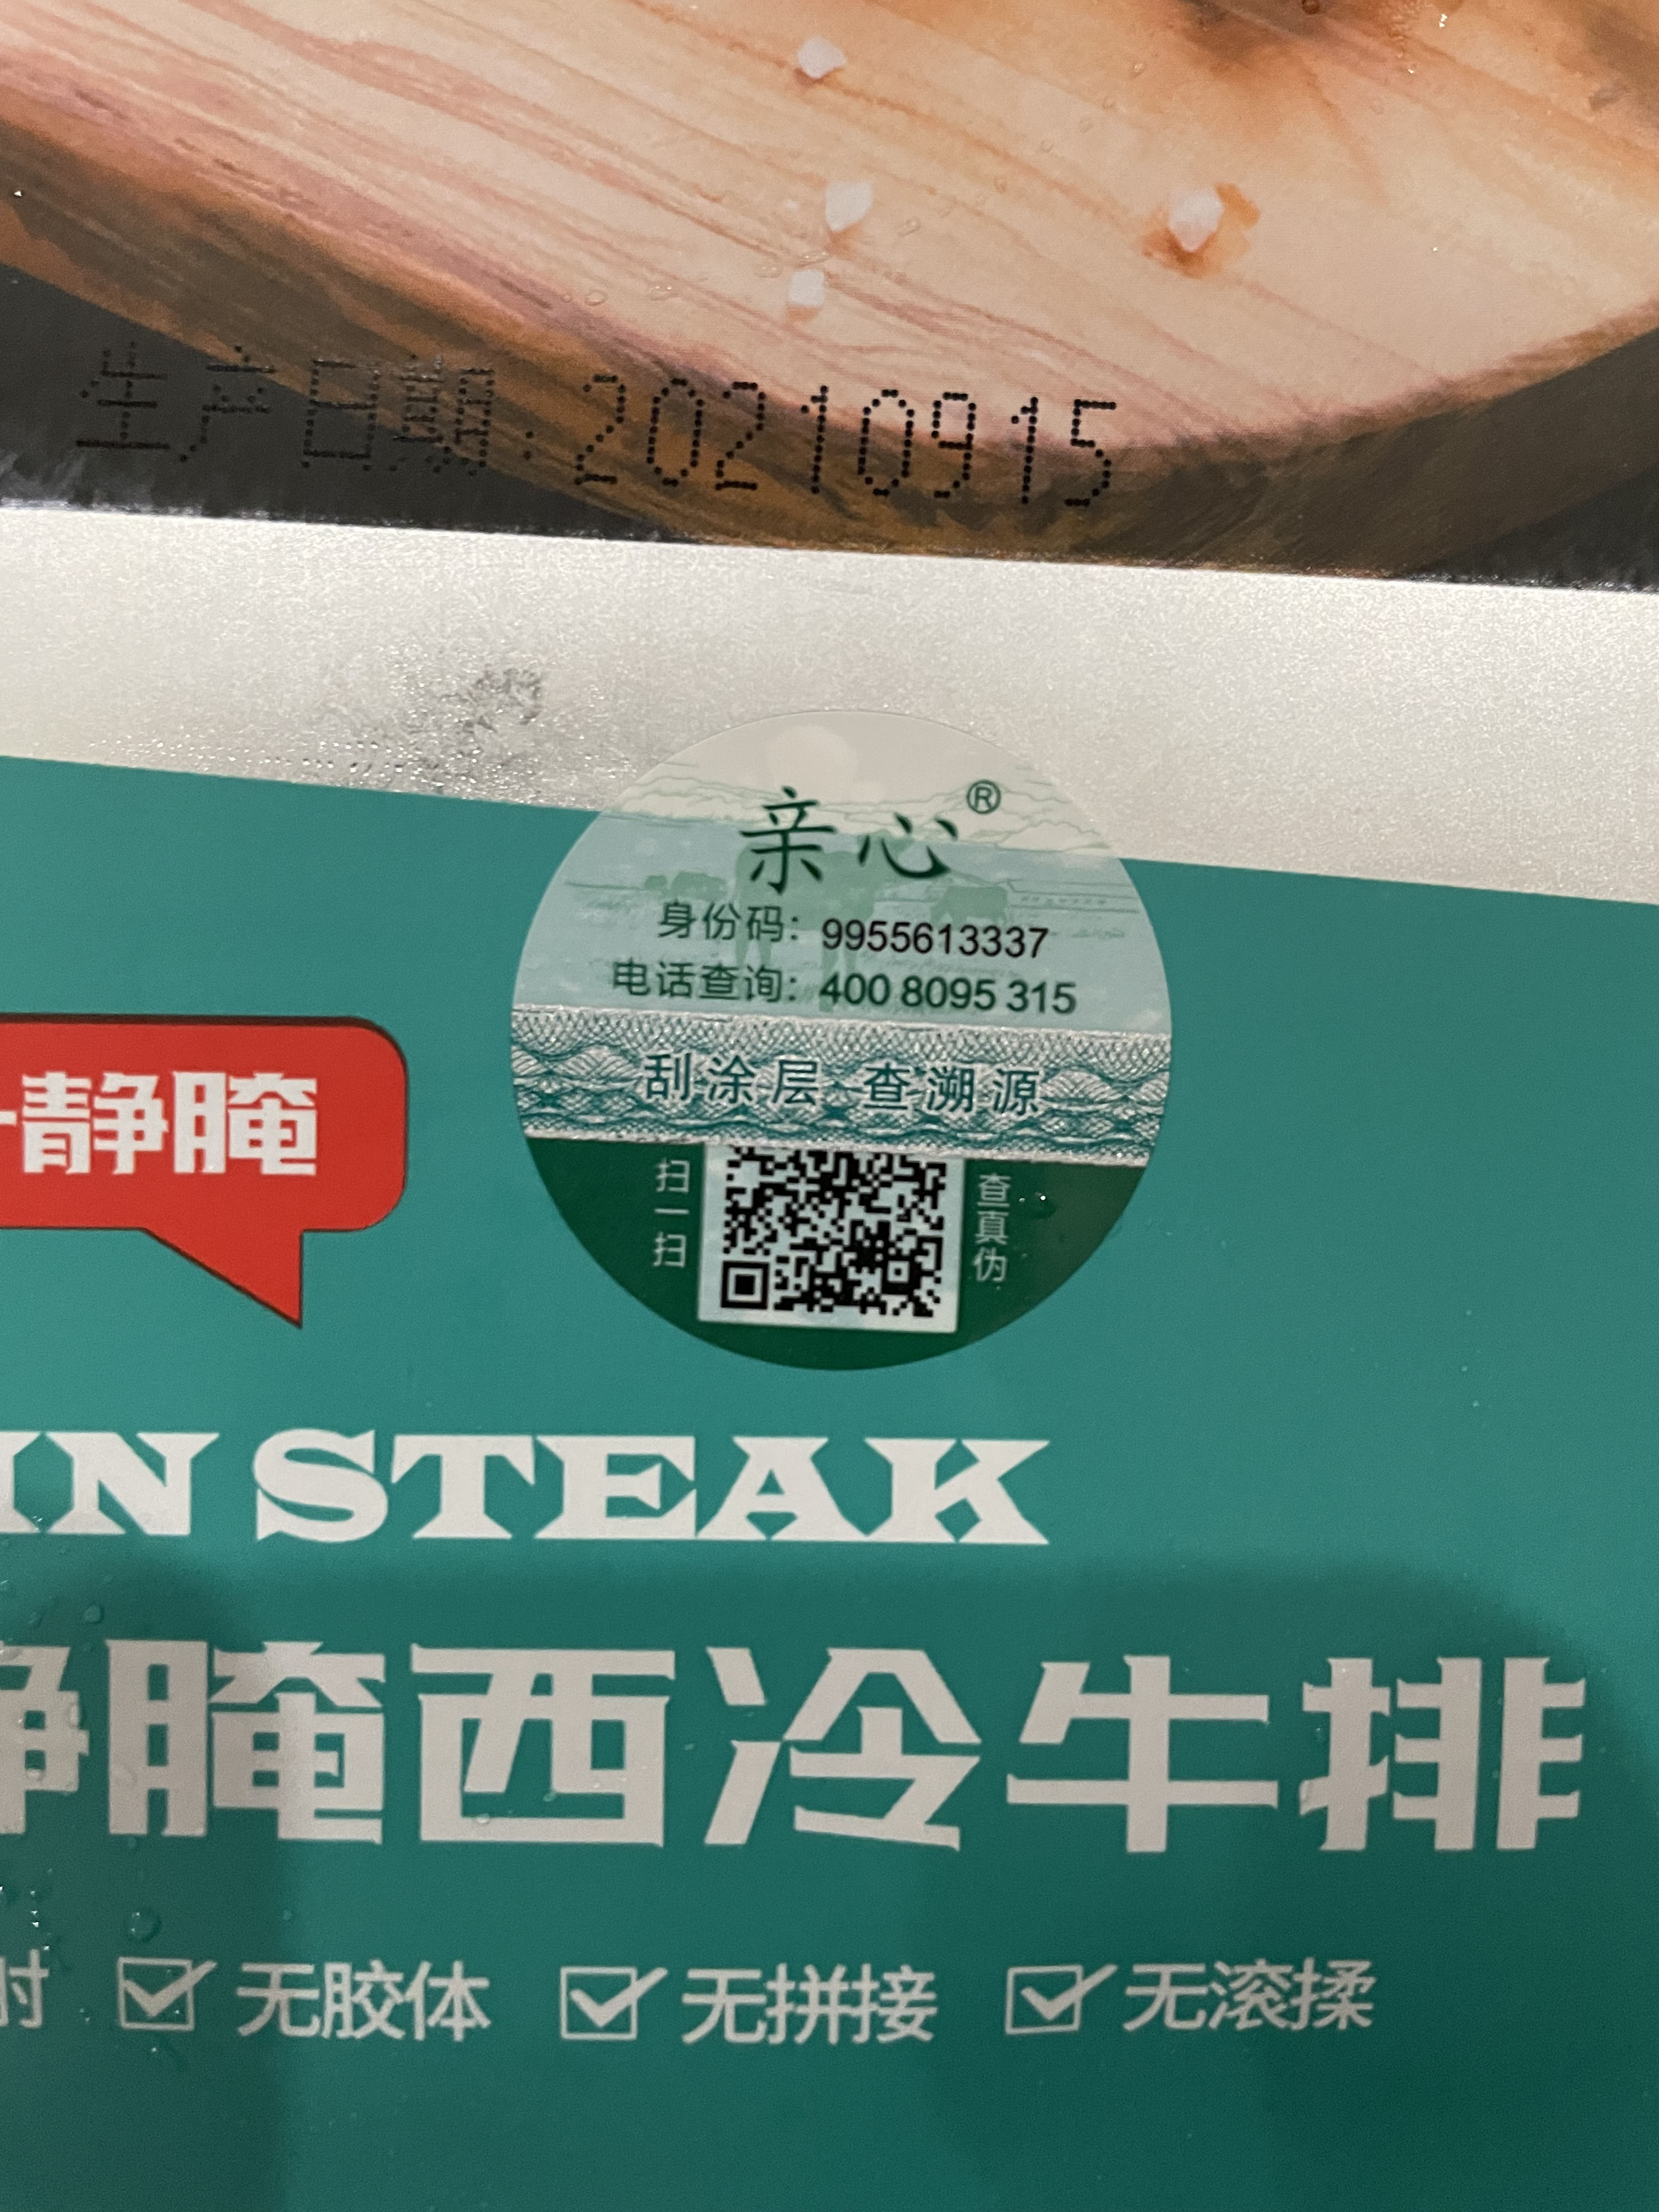 生产日期:20210915
亲心®
身份码: 9955613337
电话查询: 400 8095 315
刮涂层 查溯源
扫一扫
查真伪
静腌
IN STEAK
静腌西冷牛排
时 ☑无胶体 ☑无拼接 ☑无滚揉